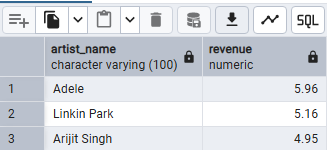 SQL
artist_name revenue
character varying (100) numeric
1 Adele 5.96
2 Linkin Park 5.16
3 Arijit Singh 4.95